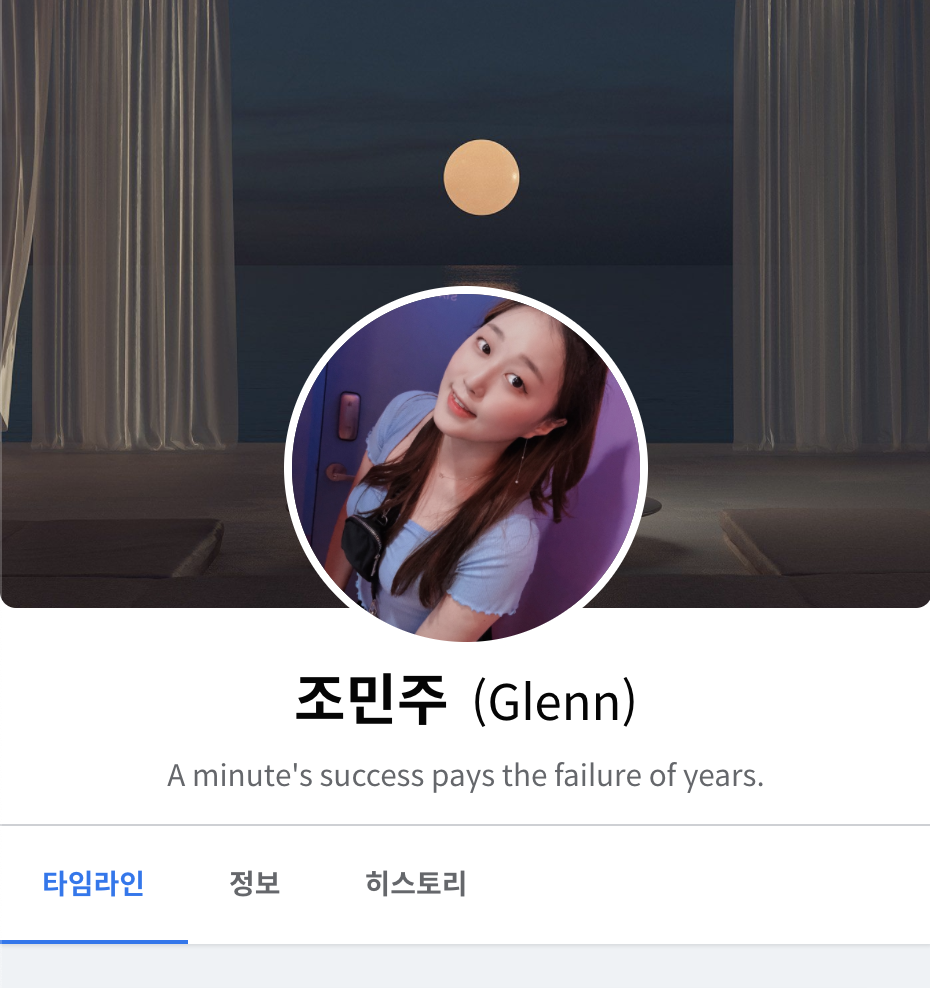 조민주 (Glenn)
A minute's success pays the failure of years.
타임라인 정보 히스토리